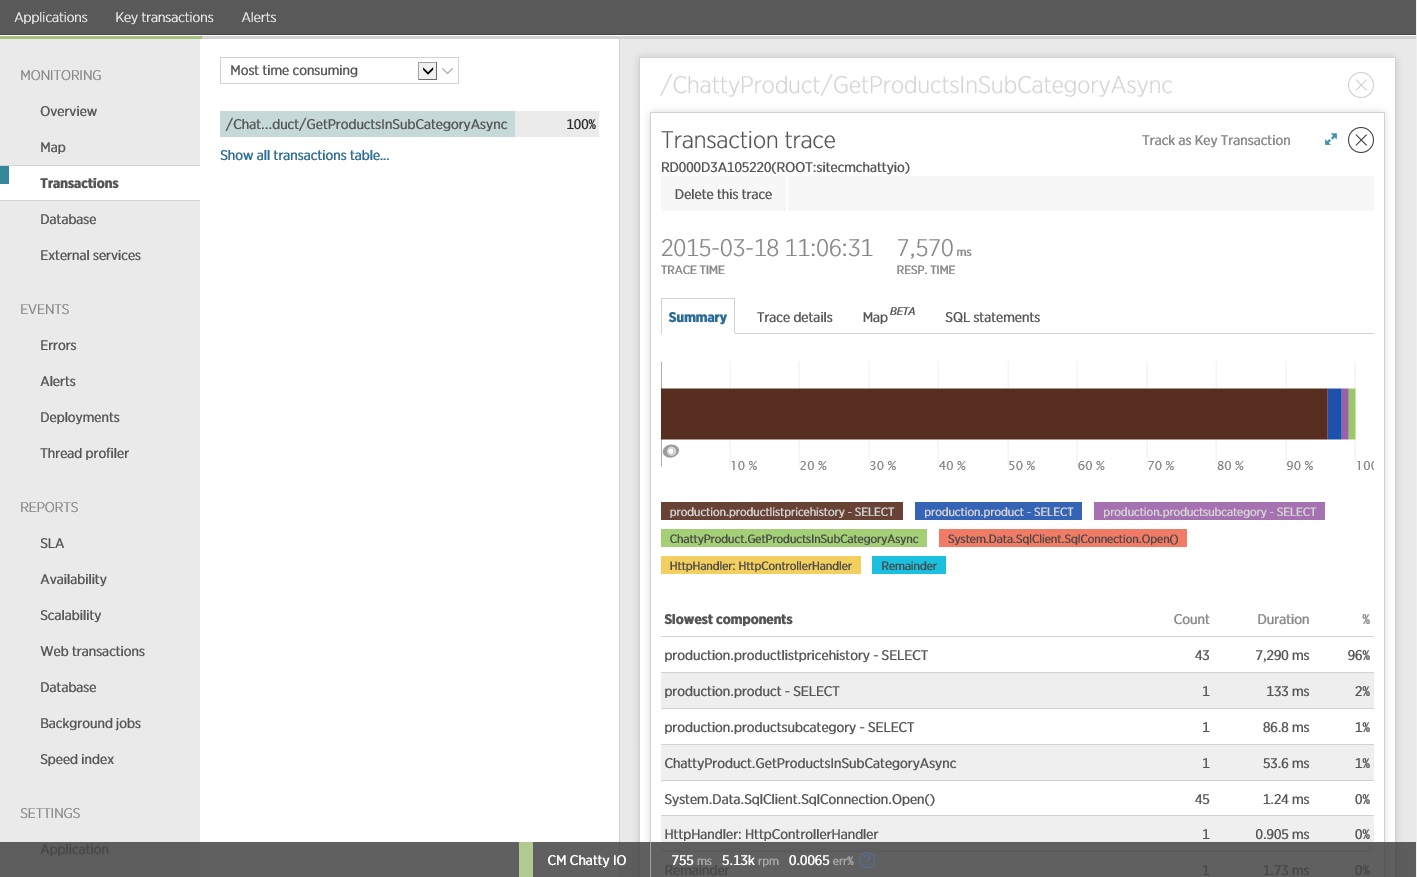 Applications Key transactions Alerts
MONITORING
Overview
Map
Transactions
Database
External services
EVENTS
Errors
Alerts
Deployments
Thread profiler
REPORTS
SLA
Availability
Scalability
Web transactions
Database
Background jobs
Speed index
SETTINGS
Application
Most time consuming
/Chat...duct/GetProductsInSubCategoryAsync 100%
Show all transactions table...
/ChattyProduct/GetProductsInSubCategoryAsync
Transaction trace Track as Key Transaction
RD000D3A105220(ROOT:sitecmchattyio)
Delete this trace
2015-03-18 11:06:31 7,570 ms
TRACE TIME RESP. TIME
Summary Trace details Map BETA SQL statements
10 % 20 % 30 % 40 % 50 % 60 % 70 % 80 % 90 % 100
production.productlistpricehistory - SELECT production.product - SELECT production.productsubcategory - SELECT
ChattyProduct.GetProductsInSubCategoryAsync System.Data.SqlClient.SqlConnection.Open()
HttpHandler: HttpControllerHandler Remainder
Slowest components Count Duration %
production.productlistpricehistory - SELECT 43 7,290 ms 96%
production.product - SELECT 1 133 ms 2%
production.productsubcategory - SELECT 1 86.8 ms 1%
ChattyProduct.GetProductsInSubCategoryAsync 1 53.6 ms 1%
System.Data.SqlClient.SqlConnection.Open() 45 1.24 ms 0%
HttpHandler: HttpControllerHandler 1 0.905 ms 0%
Remainder 1 1.73 ms 0%
CM Chatty IO 755 ms 5.13k rpm 0.0065 err% ?